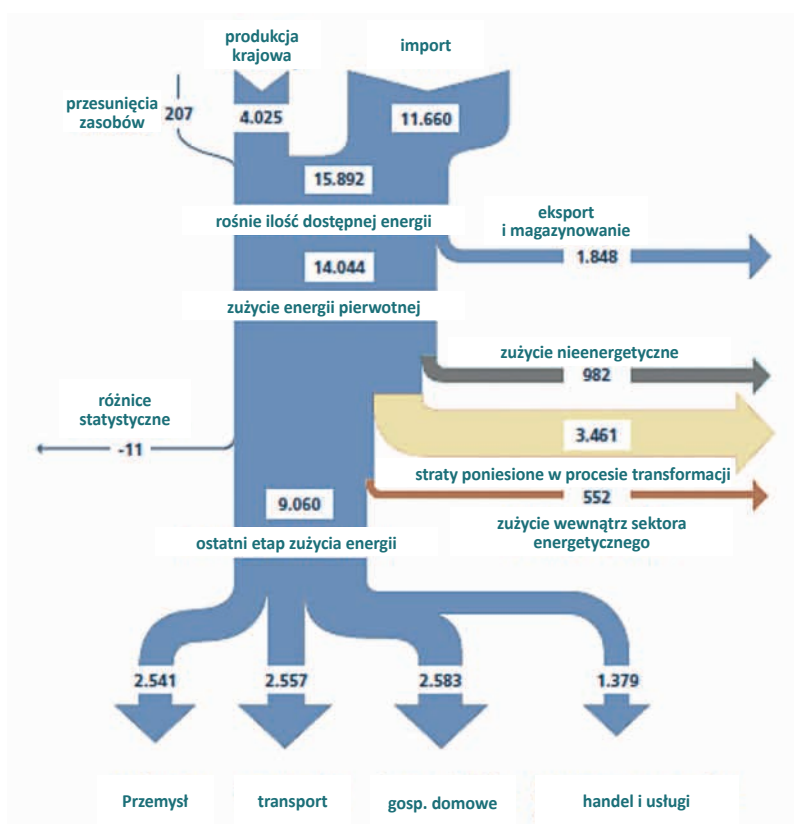 produkcja
krajowa
import
przesunięcia
zasobów
207
4.025
11.660
15.892
rośnie ilość dostępnej energii
eksport
i magazynowanie
1.848
14.044
zużycie energii pierwotnej
zużycie nieenergetyczne
982
różnice
statystyczne
-11
3.461
straty poniesione w procesie transformacji
552
zużycie wewnątrz sektora
energetycznego
9.060
ostatni etap zużycia energii
2.541
2.557
2.583
1.379
Przemysł
transport
gosp. domowe
handel i usługi